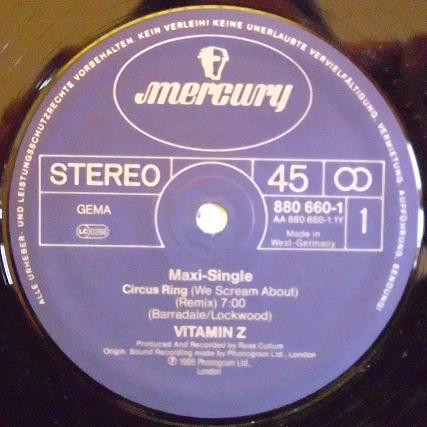 ALLE URHEBER- UND LEISTUNGSSCHUTZRECHTE VORBEHALTEN. KEIN VERLEIH! KEINE UNERLAUBTE VERVIELFÄLTIGUNG, VERMIETUNG, AUFFÜHRUNG, SENDUNG!
mercury
STEREO 45
GEMA 880 660-1 1
AA 880 660-1.1Y
LC 0268 Made in
West-Germany
Maxi-Single
Circus Ring (We Scream About)
(Remix) 7:00
(Barradale/Lockwood)
VITAMIN Z
Produced And Recorded by Ross Cullum
Origin. Sound Recording made by Phonogram Ltd., London
Ⓟ 1985 Phonogram Ltd.,
London